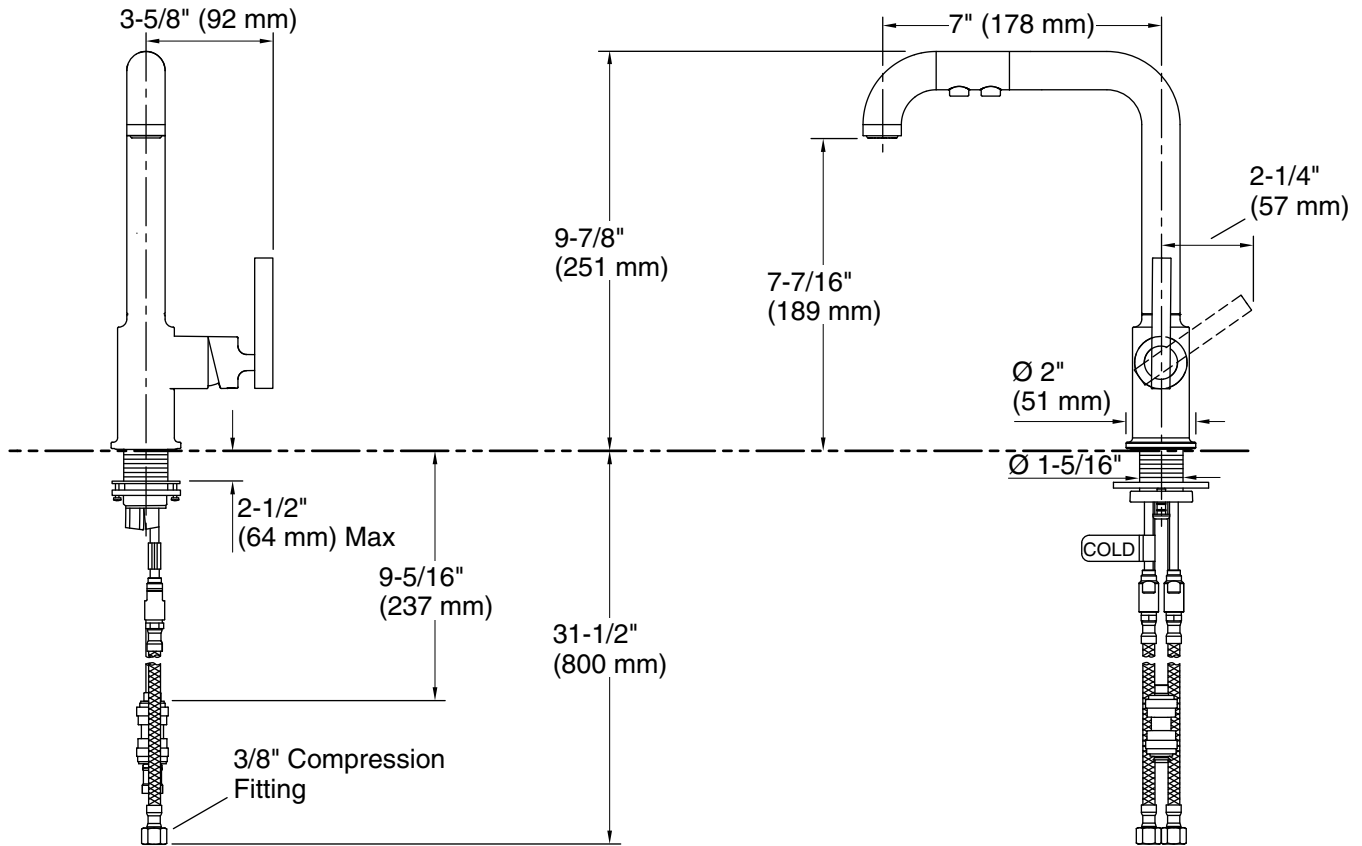 3-5/8" (92 mm)
7" (178 mm)
2-1/4"
(57 mm)
9-7/8"
(251 mm)
7-7/16"
(189 mm)
Ø 2"
(51 mm)
Ø 1-5/16"
2-1/2"
(64 mm) Max
COLD
9-5/16"
(237 mm)
31-1/2"
(800 mm)
3/8" Compression
Fitting